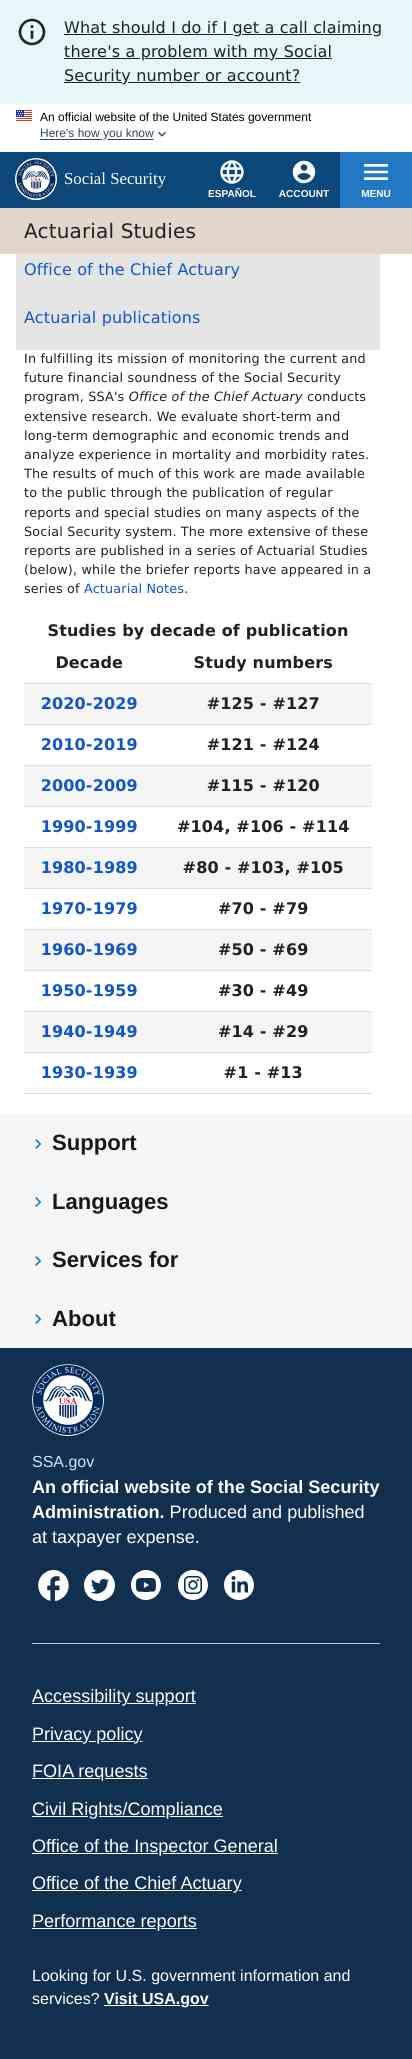 What should I do if I get a call claiming
there's a problem with my Social
Security number or account?
An official website of the United States government
Here's how you know
Social Security
ESPAÑOL
ACCOUNT
MENU
Actuarial Studies
Office of the Chief Actuary
Actuarial publications
In fulfilling its mission of monitoring the current and
future financial soundness of the Social Security
program, SSA's Office of the Chief Actuary conducts
extensive research. We evaluate short-term and
long-term demographic and economic trends and
analyze experience in mortality and morbidity rates.
The results of much of this work are made available
to the public through the publication of regular
reports and special studies on many aspects of the
Social Security system. The more extensive of these
reports are published in a series of Actuarial Studies
(below), while the briefer reports have appeared in a
series of Actuarial Notes.
Studies by decade of publication
Decade Study numbers
2020-2029 #125 - #127
2010-2019 #121 - #124
2000-2009 #115 - #120
1990-1999 #104, #106 - #114
1980-1989 #80 - #103, #105
1970-1979 #70 - #79
1960-1969 #50 - #69
1950-1959 #30 - #49
1940-1949 #14 - #29
1930-1939 #1 - #13
Support
Languages
Services for
About
SOCIAL SECURITY
USA
ADMINISTRATION
SSA.gov
An official website of the Social Security
Administration. Produced and published
at taxpayer expense.
Accessibility support
Privacy policy
FOIA requests
Civil Rights/Compliance
Office of the Inspector General
Office of the Chief Actuary
Performance reports
Looking for U.S. government information and
services? Visit USA.gov